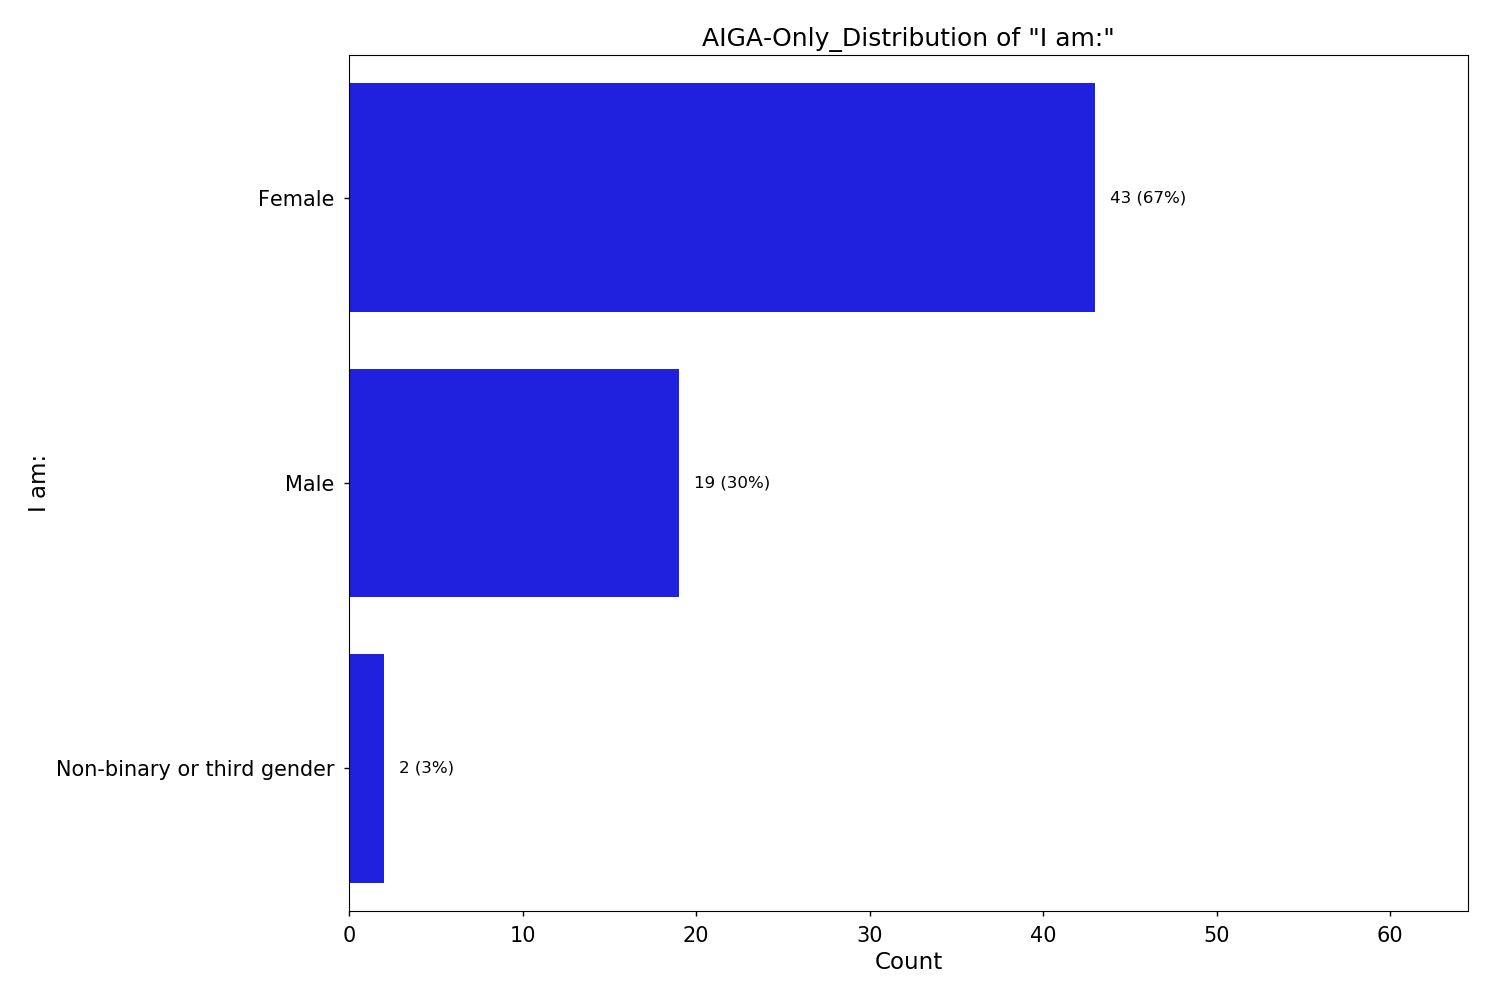 AIGA-Only_Distribution of "I am:"
Female
43 (67%)
Male
19 (30%)
I am:
Non-binary or third gender
2 (3%)
0 10 20 30 40 50 60
Count